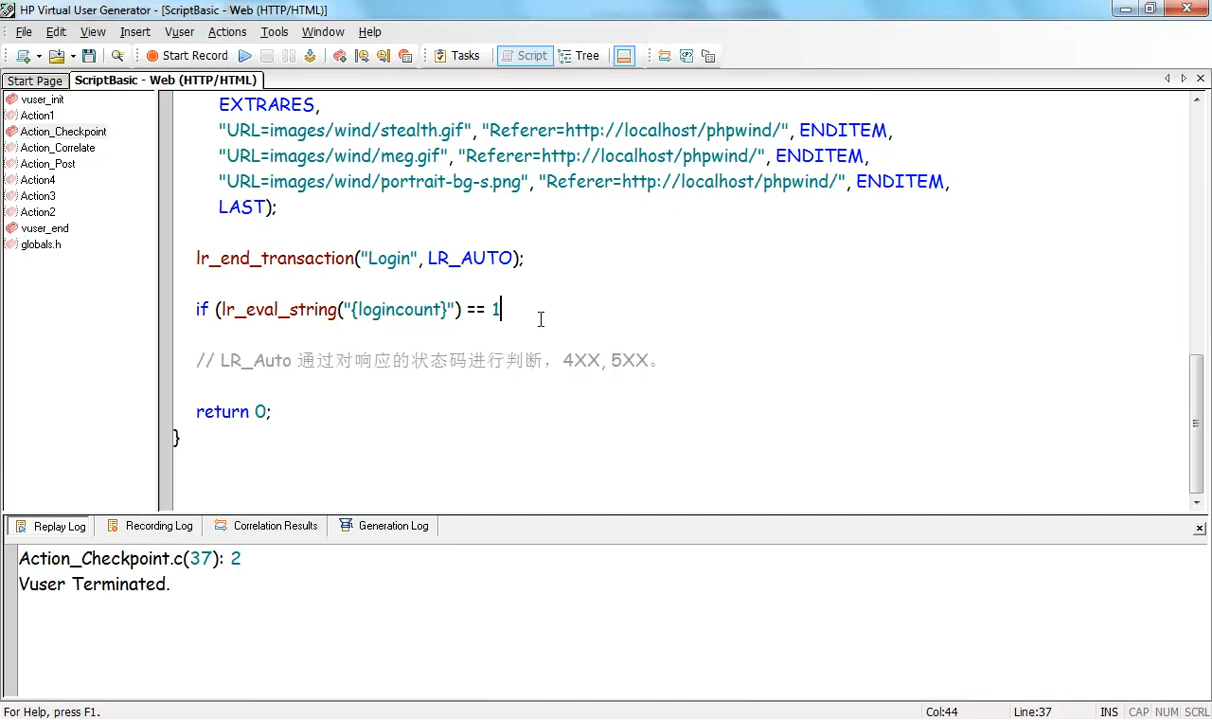 HP Virtual User Generator - [ScriptBasic - Web (HTTP/HTML)]
File Edit View Insert Vuser Actions Tools Window Help
Start Record Tasks Script Tree
Start Page ScriptBasic - Web (HTTP/HTML)
vuser_init
Action1
Action_Checkpoint
Action_Correlate
Action_Post
Action4
Action3
Action2
vuser_end
globals.h
EXTRARES,
"URL=images/wind/stealth.gif", "Referer=http://localhost/phpwind/", ENDITEM,
"URL=images/wind/meg.gif", "Referer=http://localhost/phpwind/", ENDITEM,
"URL=images/wind/portrait-bg-s.png", "Referer=http://localhost/phpwind/", ENDITEM,
LAST);
lr_end_transaction("Login", LR_AUTO);
if (lr_eval_string("{logincount}") == 1
// LR_Auto 通过对响应的状态码进行判断，4XX, 5XX。
return 0;
}
Replay Log Recording Log Correlation Results Generation Log
Action_Checkpoint.c(37): 2
Vuser Terminated.
For Help, press F1. Col:44 Line:37 INS CAP NUM SCRL